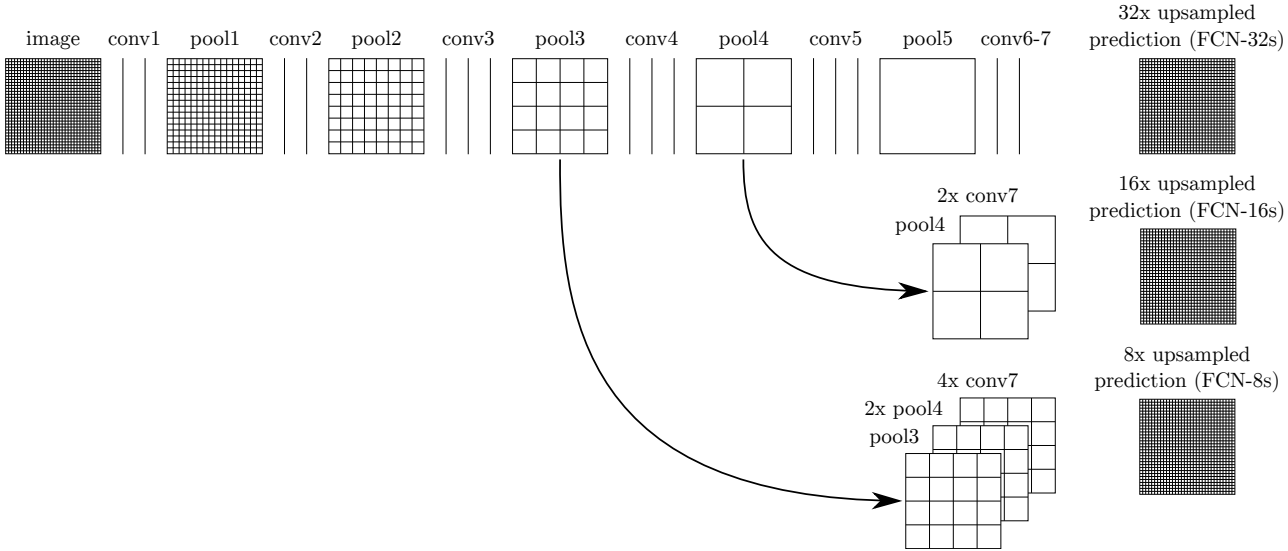 image conv1 pool1 conv2 pool2 conv3 pool3 conv4 pool4 conv5 pool5 conv6-7
32x upsampled
prediction (FCN-32s)
2x conv7
pool4
16x upsampled
prediction (FCN-16s)
4x conv7
2x pool4
pool3
8x upsampled
prediction (FCN-8s)